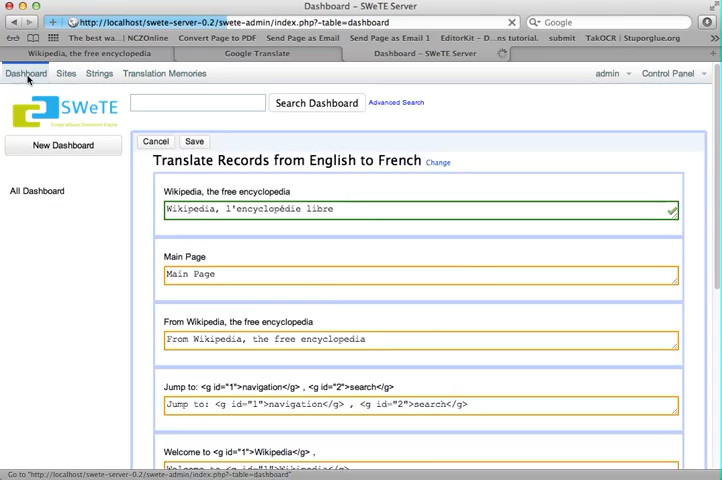 Dashboard – SWeTE Server
http://localhost/swete-server-0.2/swete-admin/index.php?-table=dashboard
Google
The best wa...| NCZOnline Convert Page to PDF Send Page as Email Send Page as Email 1 EditorKit - D...ns tutorial. submit TakOCR | Stuporglue.org
Wikipedia, the free encyclopedia Google Translate Dashboard – SWeTE Server
Dashboard Sites Strings Translation Memories admin Control Panel
SWeTE
Search Dashboard Advanced Search
New Dashboard
Cancel Save
Translate Records from English to French Change
All Dashboard
Wikipedia, the free encyclopedia
Wikipedia, l'encyclopédie libre
Main Page
Main Page
From Wikipedia, the free encyclopedia
From Wikipedia, the free encyclopedia
Jump to: <g id="1">navigation</g> , <g id="2">search</g>
Jump to: <g id="1">navigation</g> , <g id="2">search</g>
Welcome to <g id="1">Wikipedia</g> ,
Welcome to <g id="1">Wikipedia</g> ,
Go to "http://localhost/swete-server-0.2/swete-admin/index.php?-table=dashboard"